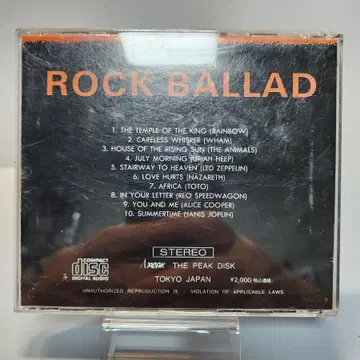 ROCK BALLAD
1. THE TEMPLE OF THE KING (RAINBOW)
2. CARELESS WHISPER (WHAM)
3. HOUSE OF THE RISING SUN (THE ANIMALS)
4. JULY MORNING (URIAH HEEP)
5. STAIRWAY TO HEAVEN (LED ZEPPELIN)
6. LOVE HURTS (NAZARETH)
7. AFRICA (TOTO)
8. IN YOUR LETTER (REO SPEEDWAGON)
9. YOU AND ME (ALICE COOPER)
10. SUMMERTIME (JANIS JOPLIN)
STEREO
COMPACT
disc
DIGITAL AUDIO
PEAK THE PEAK DISK
TOKYO JAPAN ¥2,000
UNAUTHORIZED REPRODUCTION IS VIOLATION OF APPLICABLE LAWS.